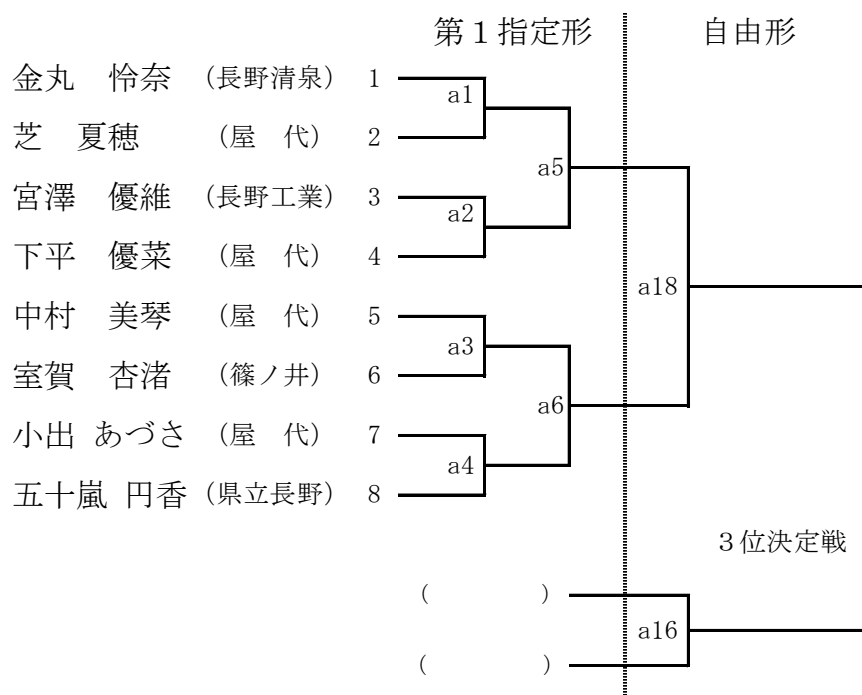 第１指定形　自由形
金丸　怜奈　（長野清泉）　1
a1
芝　夏穂　（屋　代）　2
a5
宮澤　優維　（長野工業）　3
a2
下平　優菜　（屋　代）　4
a18
中村　美琴　（屋　代）　5
a3
室賀　杏渚　（篠ノ井）　6
a6
小出 あづさ　（屋　代）　7
a4
五十嵐 円香　（県立長野）　8
３位決定戦
（　　　　　）
a16
（　　　　　）